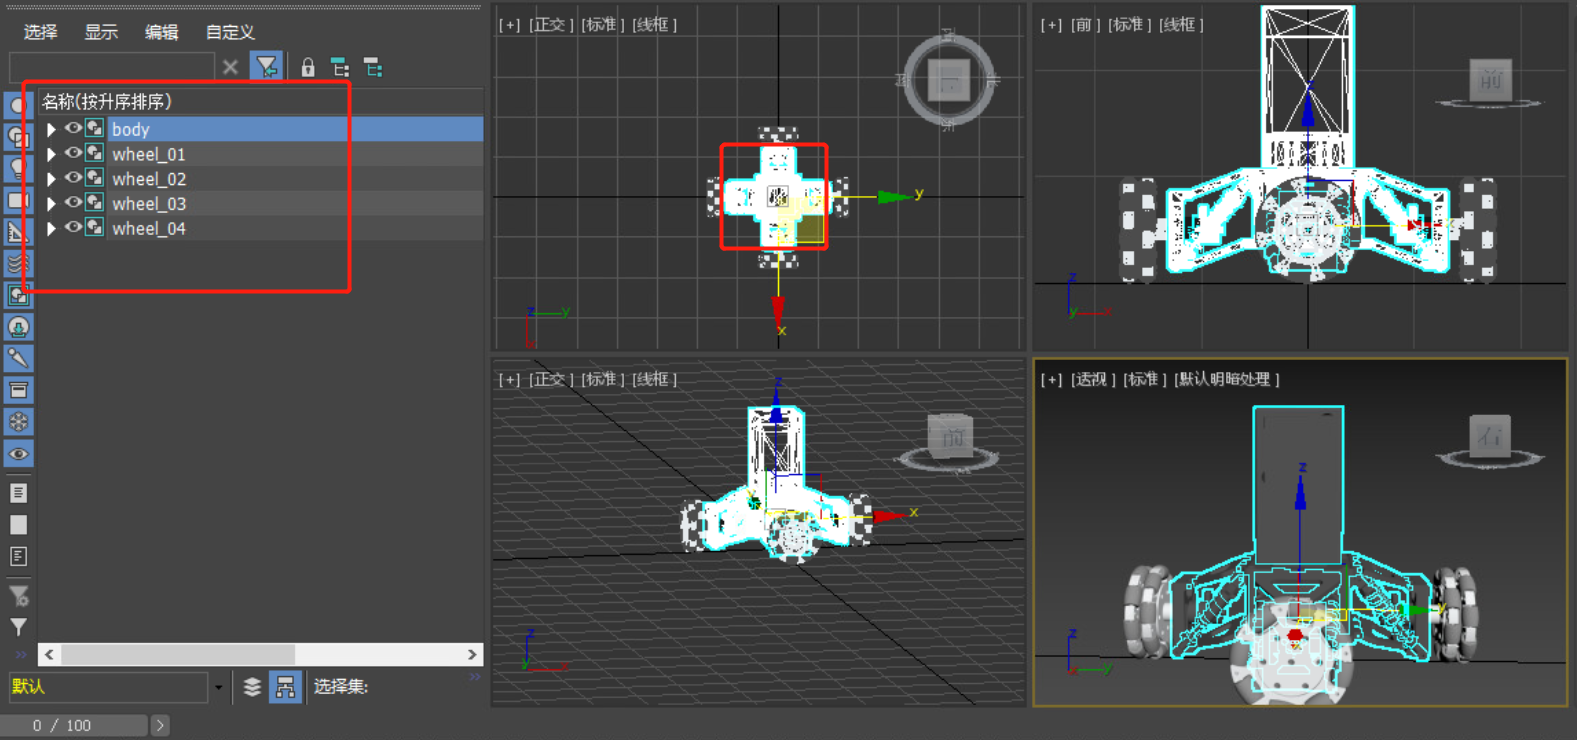 选择 显示 编辑 自定义
名称(按升序排序)
body
wheel_01
wheel_02
wheel_03
wheel_04
默认
选择集:
0 / 100
[+] [正交] [标准] [线框]
东
y
x
z
y
x
[+] [前] [标准] [线框]
前
z
z
y
x
[+] [正交] [标准] [线框]
z
前
y
x
z
y
x
[+] [透视] [标准] [默认明暗处理]
z
y
x
z
x
y